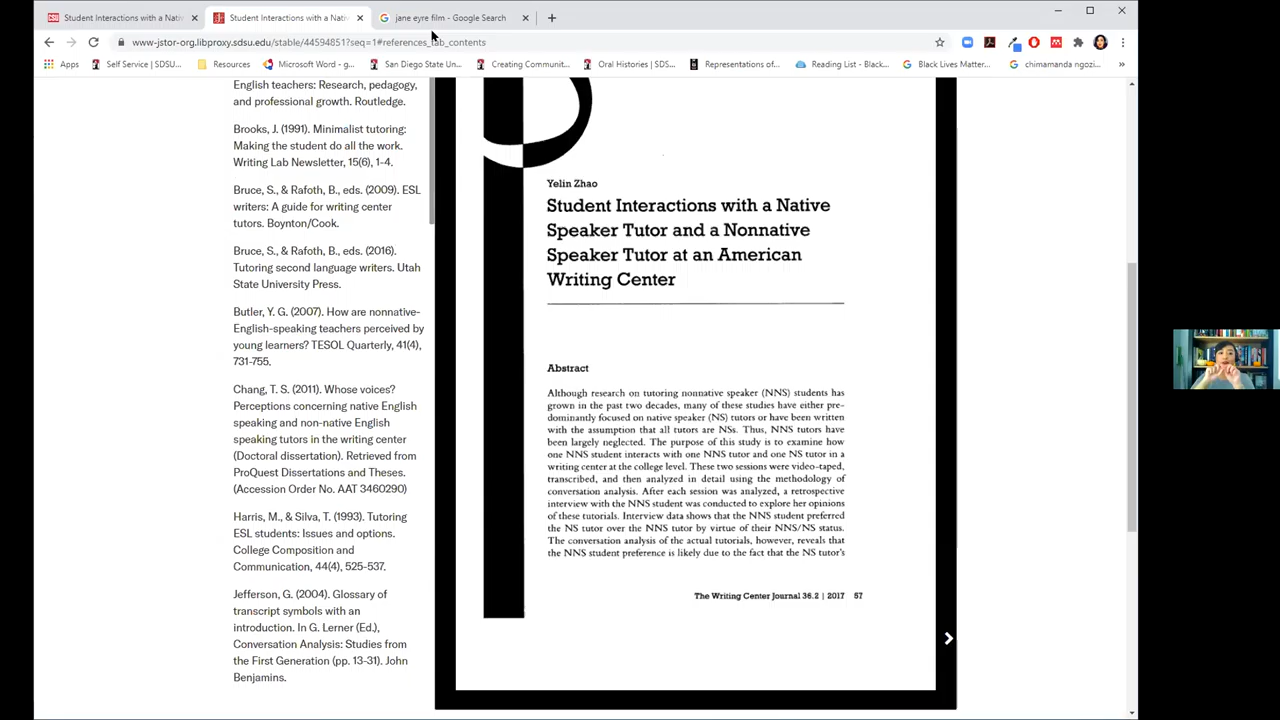 Student Interactions with a Nativ
Student Interactions with a Nativ
jane eyre film - Google Search
www-jstor-org.libproxy.sdsu.edu/stable/44594851?seq=1#references_tab_contents
Apps
Self Service | SDSU...
Resources
Microsoft Word - g...
San Diego State Un...
Creating Communit...
Oral Histories | SDS...
Representations of...
Reading List - Black...
Black Lives Matter...
chimamanda ngozi...
English teachers: Research, pedagogy,
and professional growth. Routledge.
Brooks, J. (1991). Minimalist tutoring:
Making the student do all the work.
Writing Lab Newsletter, 15(6), 1-4.
Bruce, S., & Rafoth, B., eds. (2009). ESL
writers: A guide for writing center
tutors. Boynton/Cook.
Bruce, S., & Rafoth, B., eds. (2016).
Tutoring second language writers. Utah
State University Press.
Butler, Y. G. (2007). How are nonnative-
English-speaking teachers perceived by
young learners? TESOL Quarterly, 41(4),
731-755.
Chang, T. S. (2011). Whose voices?
Perceptions concerning native English
speaking and non-native English
speaking tutors in the writing center
(Doctoral dissertation). Retrieved from
ProQuest Dissertations and Theses.
(Accession Order No. AAT 3460290)
Harris, M., & Silva, T. (1993). Tutoring
ESL students: Issues and options.
College Composition and
Communication, 44(4), 525-537.
Jefferson, G. (2004). Glossary of
transcript symbols with an
introduction. In G. Lerner (Ed.),
Conversation Analysis: Studies from
the First Generation (pp. 13-31). John
Benjamins.
Yelin Zhao
Student Interactions with a Native
Speaker Tutor and a Nonnative
Speaker Tutor at an American
Writing Center
Abstract
Although research on tutoring nonnative speaker (NNS) students has
grown in the past two decades, many of these studies have either pre-
dominantly focused on native speaker (NS) tutors or have been written
with the assumption that all tutors are NSs. Thus, NNS tutors have
been largely neglected. The purpose of this study is to examine how
one NNS student interacts with one NNS tutor and one NS tutor in a
writing center at the college level. These two sessions were video-taped,
transcribed, and then analyzed in detail using the methodology of
conversation analysis. After each session was analyzed, a retrospective
interview with the NNS student was conducted to explore her opinions
of these tutorials. Interview data shows that the NNS student preferred
the NS tutor over the NNS tutor by virtue of their NNS/NS status.
The conversation analysis of the actual tutorials, however, reveals that
the NNS student preference is likely due to the fact that the NS tutor's
The Writing Center Journal 36.2 | 2017 57